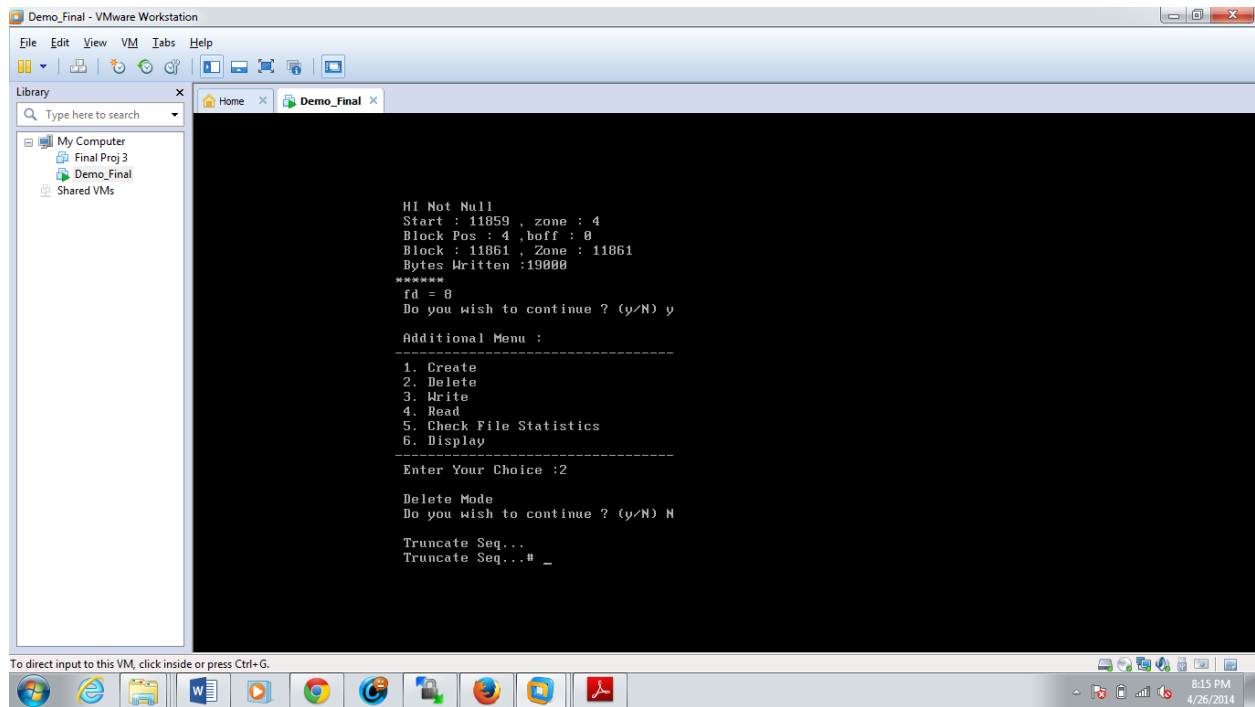 Demo_Final - VMware Workstation
File Edit View VM Tabs Help
Library
Type here to search
My Computer
Final Proj 3
Demo_Final
Shared VMs
Home
Demo_Final
HI Not Null
Start : 11859 , zone : 4
Block Pos : 4 ,boff : 0
Block : 11861 , Zone : 11861
Bytes Written :19000
******
fd = 8
Do you wish to continue ? (y/N) y
Additional Menu :
-----------------------------------
1. Create
2. Delete
3. Write
4. Read
5. Check File Statistics
6. Display
-----------------------------------
Enter Your Choice :2
Delete Mode
Do you wish to continue ? (y/N) N
Truncate Seq...
Truncate Seq...# _
To direct input to this VM, click inside or press Ctrl+G.
8:15 PM
4/26/2014